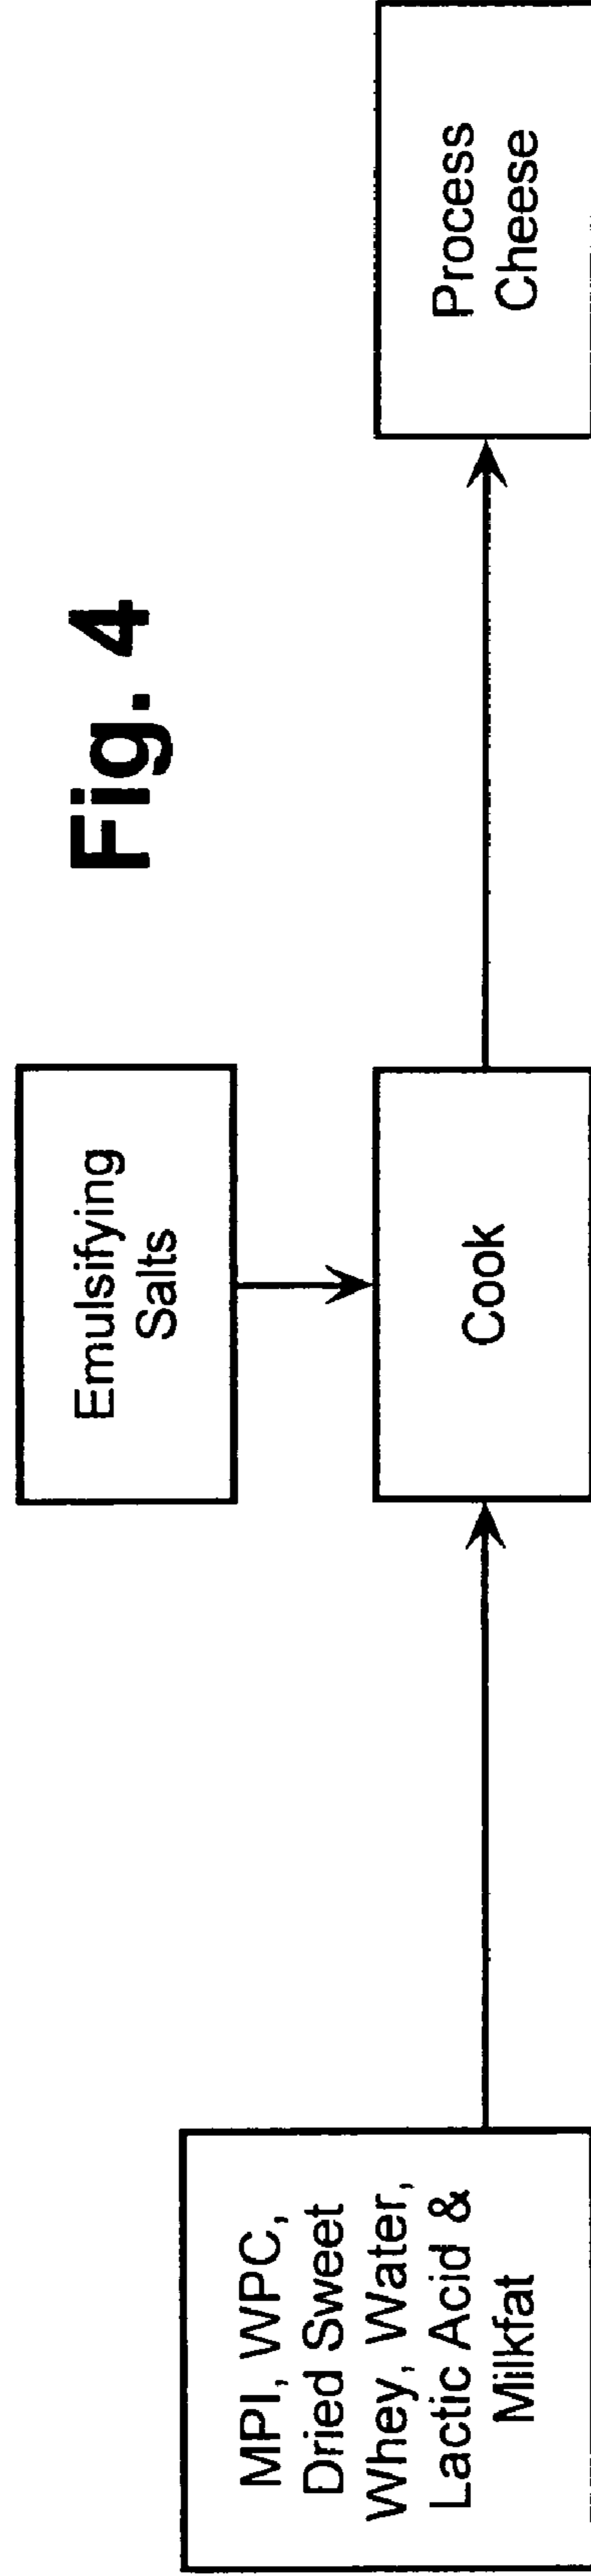 Fig. 4
Emulsifying
Salts
MPI, WPC,
Dried Sweet
Whey, Water,
Lactic Acid &
Milkfat
Cook
Process
Cheese